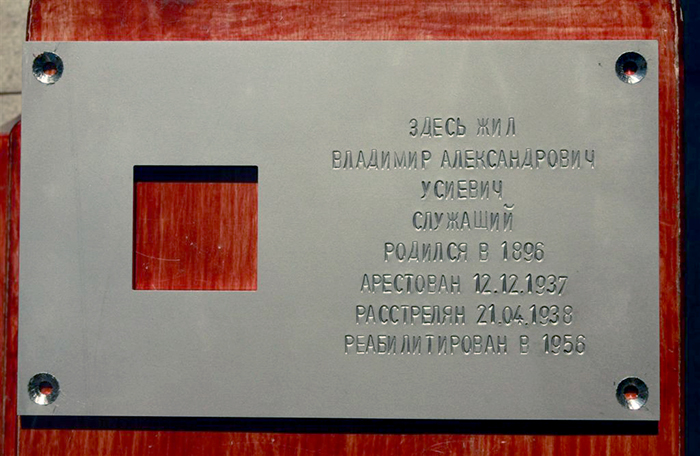 ЗДЕСЬ ЖИЛ
ВЛАДИМИР АЛЕКСАНДРОВИЧ
УСИЕВИЧ
СЛУЖАЩИЙ
РОДИЛСЯ В 1896
АРЕСТОВАН 12.12.1937
РАССТРЕЛЯН 21.04.1938
РЕАБИЛИТИРОВАН В 1956